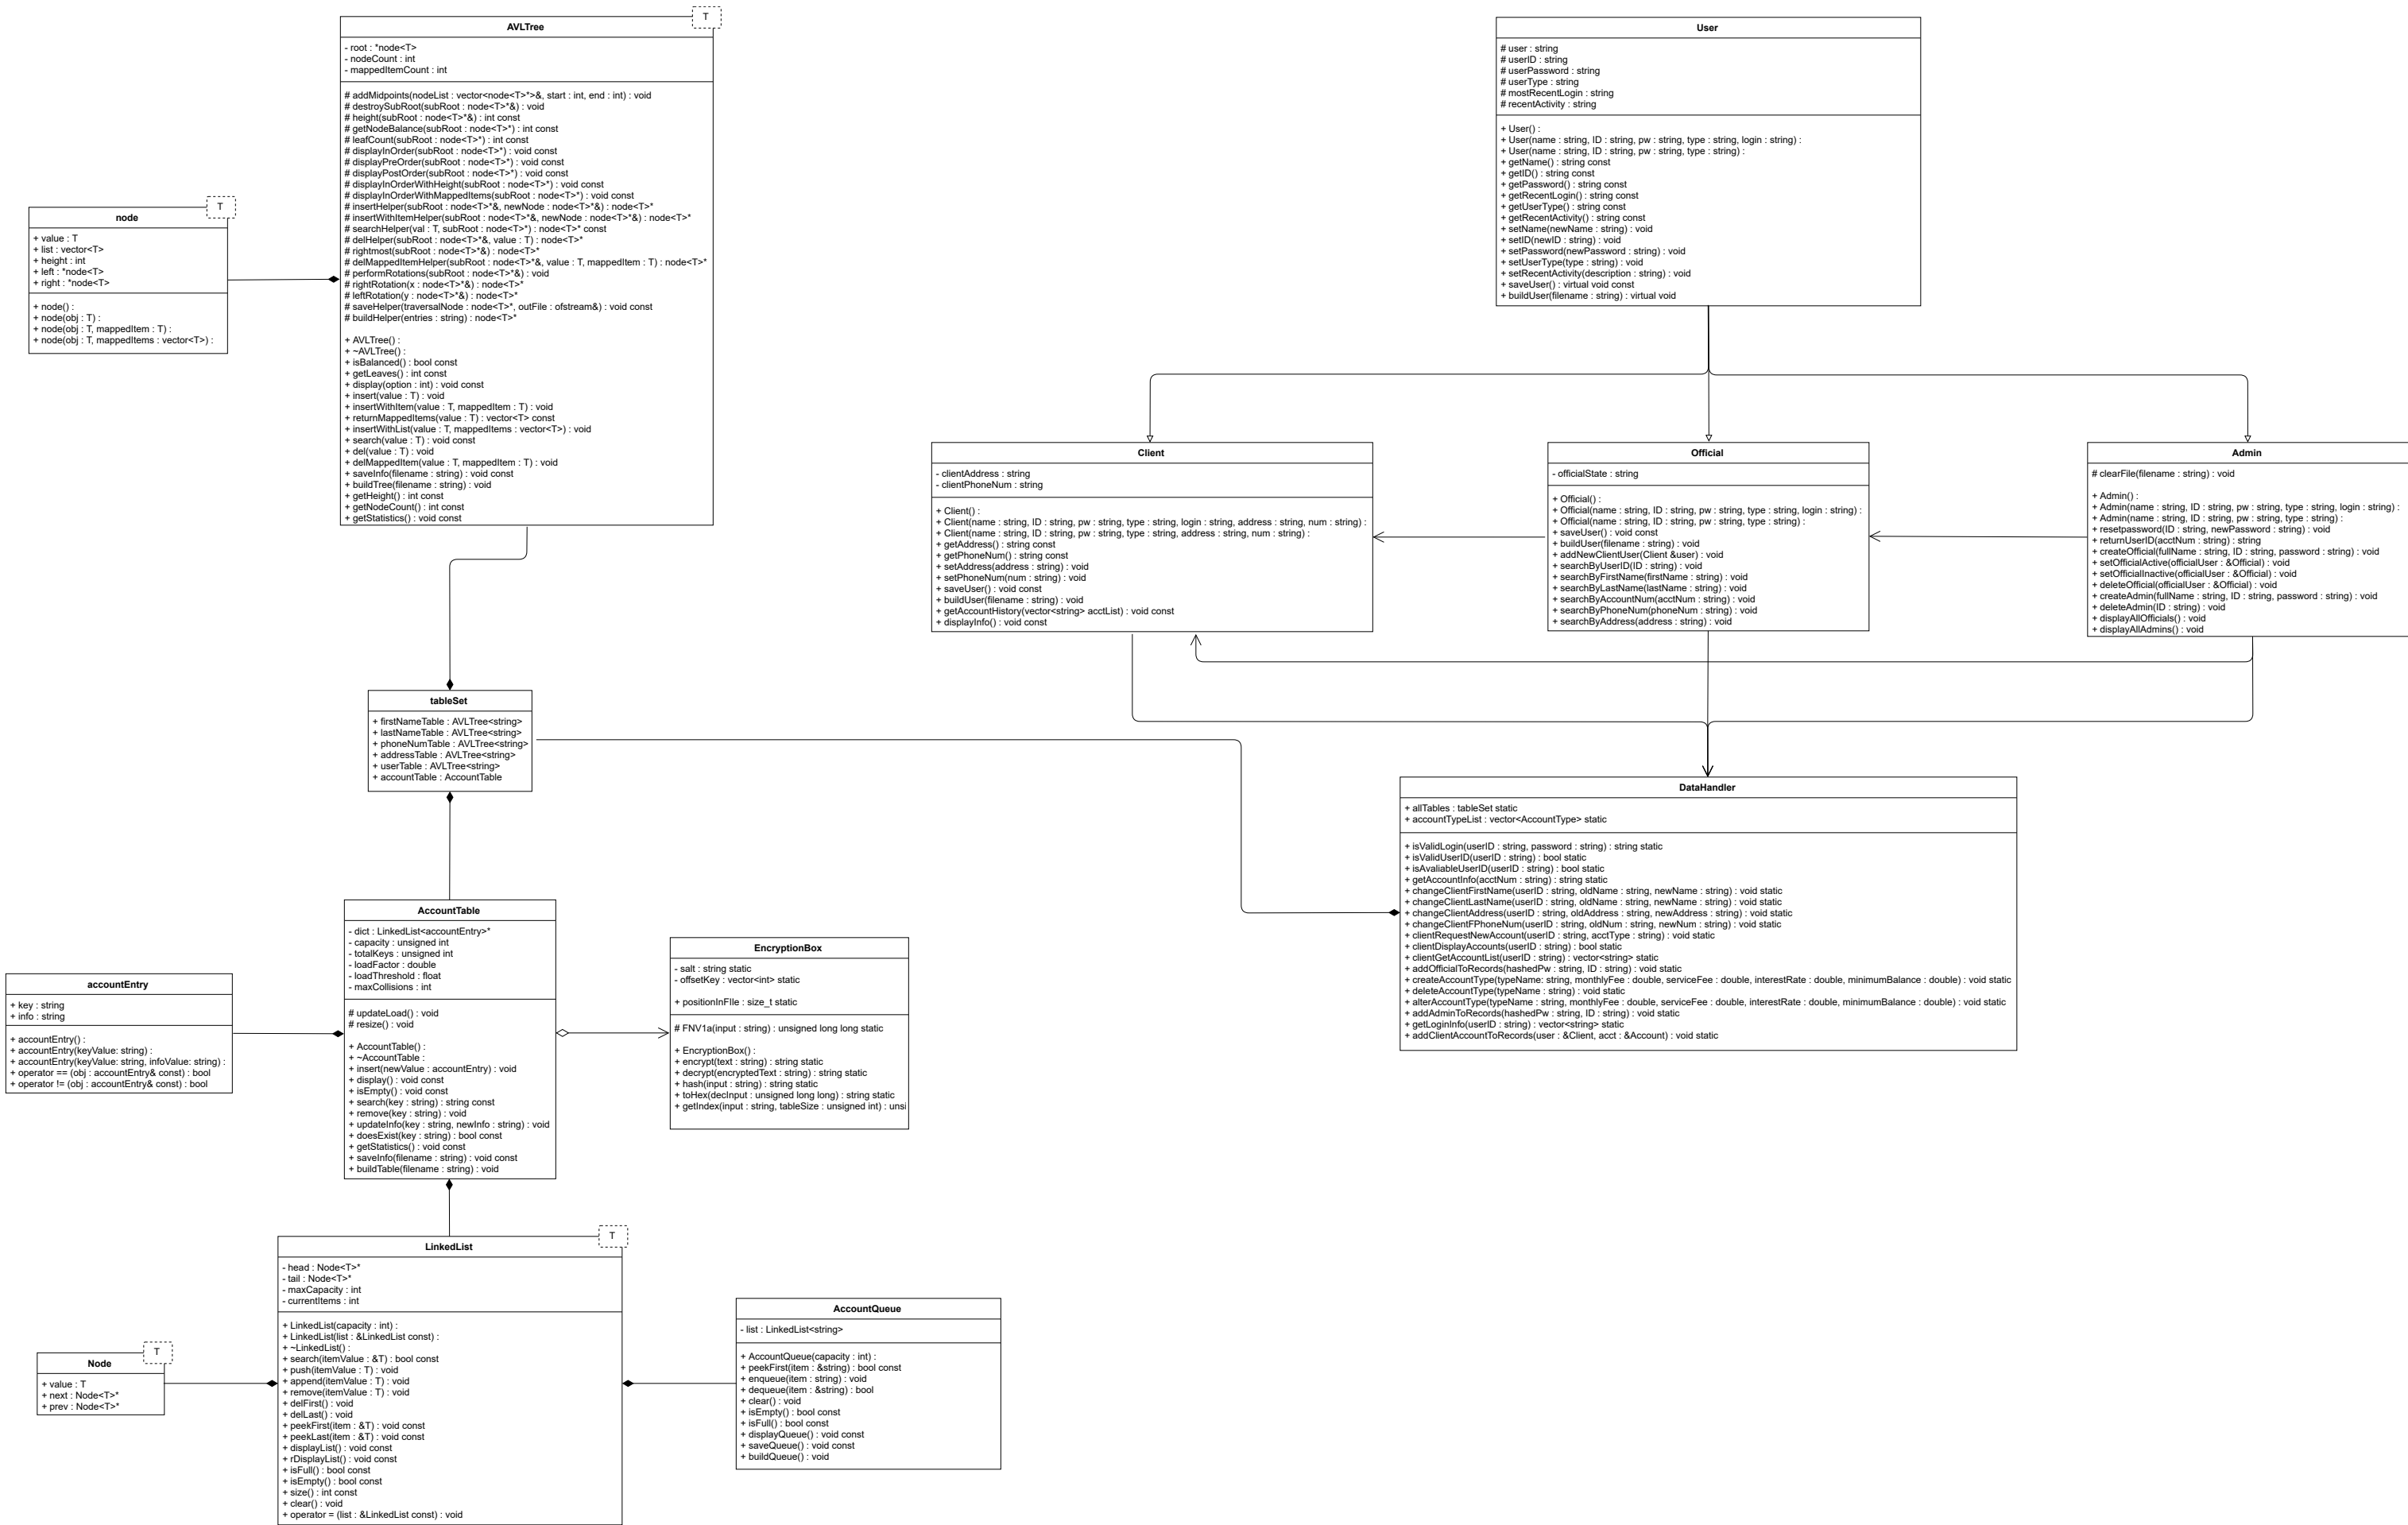 T
AVLTree
- root : *node<T>
- nodeCount : int
- mappedItemCount : int
# addMidpoints(nodeList : vector<node<T>*>&, start : int, end : int) : void
# destroySubRoot(subRoot : node<T>*&) : void
# height(subRoot : node<T>*&) : int const
# getNodeBalance(subRoot : node<T>*) : int const
# leafCount(subRoot : node<T>*) : int const
# displayInOrder(subRoot : node<T>*) : void const
# displayPreOrder(subRoot : node<T>*) : void const
# displayPostOrder(subRoot : node<T>*) : void const
# displayInOrderWithHeight(subRoot : node<T>*) : void const
# displayInOrderWithMappedItems(subRoot : node<T>*) : void const
# insertHelper(subRoot : node<T>*&, newNode : node<T>*&) : node<T>*
# insertWithItemHelper(subRoot : node<T>*&, newNode : node<T>*&) : node<T>*
# searchHelper(val : T, subRoot : node<T>*) : node<T>* const
# delHelper(subRoot : node<T>*&, value : T) : node<T>*
# rightmost(subRoot : node<T>*&) : node<T>*
# delMappedItemHelper(subRoot : node<T>*&, value : T, mappedItem : T) : node<T>*
# performRotations(subRoot : node<T>*&) : void
# rightRotation(x : node<T>*&) : node<T>*
# leftRotation(y : node<T>*&) : node<T>*
# saveHelper(traversalNode : node<T>*, outFile : ofstream&) : void const
# buildHelper(entries : string) : node<T>*
+ AVLTree() :
+ ~AVLTree() :
+ isBalanced() : bool const
+ getLeaves() : int const
+ display(option : int) : void const
+ insert(value : T) : void
+ insertWithItem(value : T, mappedItem : T) : void
+ returnMappedItems(value : T) : vector<T> const
+ insertWithList(value : T, mappedItems : vector<T>) : void
+ search(value : T) : void const
+ del(value : T) : void
+ delMappedItem(value : T, mappedItem : T) : void
+ saveInfo(filename : string) : void const
+ buildTree(filename : string) : void
+ getHeight() : int const
+ getNodeCount() : int const
+ getStatistics() : void const
T
node
+ value : T
+ list : vector<T>
+ height : int
+ left : *node<T>
+ right : *node<T>
+ node() :
+ node(obj : T) :
+ node(obj : T, mappedItem : T) :
+ node(obj : T, mappedItems : vector<T>) :
User
# user : string
# userID : string
# userPassword : string
# userType : string
# mostRecentLogin : string
# recentActivity : string
+ User() :
+ User(name : string, ID : string, pw : string, type : string, login : string) :
+ User(name : string, ID : string, pw : string, type : string) :
+ getName() : string const
+ getID() : string const
+ getPassword() : string const
+ getRecentLogin() : string const
+ getUserType() : string const
+ getRecentActivity() : string const
+ setName(newName : string) : void
+ setID(newID : string) : void
+ setPassword(newPassword : string) : void
+ setUserType(type : string) : void
+ setRecentActivity(description : string) : void
+ saveUser() : virtual void const
+ buildUser(filename : string) : virtual void
Client
- clientAddress : string
- clientPhoneNum : string
+ Client() :
+ Client(name : string, ID : string, pw : string, type : string, login : string, address : string, num : string) :
+ Client(name : string, ID : string, pw : string, type : string, address : string, num : string) :
+ getAddress() : string const
+ getPhoneNum() : string const
+ setAddress(address : string) : void
+ setPhoneNum(num : string) : void
+ saveUser() : void const
+ buildUser(filename : string) : void
+ getAccountHistory(vector<string> acctList) : void const
+ displayInfo() : void const
Official
- officialState : string
+ Official() :
+ Official(name : string, ID : string, pw : string, type : string, login : string) :
+ Official(name : string, ID : string, pw : string, type : string) :
+ saveUser() : void const
+ buildUser(filename : string) : void
+ addNewClientUser(Client &user) : void
+ searchByUserID(ID : string) : void
+ searchByFirstName(firstName : string) : void
+ searchByLastName(lastName : string) : void
+ searchByAccountNum(acctNum : string) : void
+ searchByPhoneNum(phoneNum : string) : void
+ searchByAddress(address : string) : void
Admin
# clearFile(filename : string) : void
+ Admin() :
+ Admin(name : string, ID : string, pw : string, type : string, login : string) :
+ Admin(name : string, ID : string, pw : string, type : string) :
+ resetpassword(ID : string, newPassword : string) : void
+ returnUserID(acctNum : string) : string
+ createOfficial(fullName : string, ID : string, password : string) : void
+ setOfficialActive(officialUser : &Official) : void
+ setOfficialInactive(officialUser : &Official) : void
+ deleteOfficial(officialUser : &Official) : void
+ createAdmin(fullName : string, ID : string, password : string) : void
+ deleteAdmin(ID : string) : void
+ displayAllOfficials() : void
+ displayAllAdmins() : void
tableSet
+ firstNameTable : AVLTree<string>
+ lastNameTable : AVLTree<string>
+ phoneNumTable : AVLTree<string>
+ addressTable : AVLTree<string>
+ userTable : AVLTree<string>
+ accountTable : AccountTable
DataHandler
+ allTables : tableSet static
+ accountTypeList : vector<AccountType> static
+ isValidLogin(userID : string, password : string) : string static
+ isValidUserID(userID : string) : bool static
+ isAvaliableUserID(userID : string) : bool static
+ getAccountInfo(acctNum : string) : string static
+ changeClientFirstName(userID : string, oldName : string, newName : string) : void static
+ changeClientLastName(userID : string, oldName : string, newName : string) : void static
+ changeClientAddress(userID : string, oldAddress : string, newAddress : string) : void static
+ changeClientFPhoneNum(userID : string, oldNum : string, newNum : string) : void static
+ clientRequestNewAccount(userID : string, acctType : string) : void static
+ clientDisplayAccounts(userID : string) : bool static
+ clientGetAccountList(userID : string) : vector<string> static
+ addOfficialToRecords(hashedPw : string, ID : string) : void static
+ createAccountType(typeName: string, monthlyFee : double, serviceFee : double, interestRate : double, minimumBalance : double) : void static
+ deleteAccountType(typeName : string) : void static
+ alterAccountType(typeName : string, monthlyFee : double, serviceFee : double, interestRate : double, minimumBalance : double) : void static
+ addAdminToRecords(hashedPw : string, ID : string) : void static
+ getLoginInfo(userID : string) : vector<string> static
+ addClientAccountToRecords(user : &Client, acct : &Account) : void static
AccountTable
- dict : LinkedList<accountEntry>*
- capacity : unsigned int
- totalKeys : unsigned int
- loadFactor : double
- loadThreshold : float
- maxCollisions : int
# updateLoad() : void
# resize() : void
+ AccountTable() :
+ ~AccountTable :
+ insert(newValue : accountEntry) : void
+ display() : void const
+ isEmpty() : void const
+ search(key : string) : string const
+ remove(key : string) : void
+ updateInfo(key : string, newInfo : string) : void
+ doesExist(key : string) : bool const
+ getStatistics() : void const
+ saveInfo(filename : string) : void const
+ buildTable(filename : string) : void
EncryptionBox
- salt : string static
- offsetKey : vector<int> static
+ positionInFIle : size_t static
# FNV1a(input : string) : unsigned long long static
+ EncryptionBox() :
+ encrypt(text : string) : string static
+ decrypt(encryptedText : string) : string static
+ hash(input : string) : string static
+ toHex(decInput : unsigned long long) : string static
+ getIndex(input : string, tableSize : unsigned int) : unsi
accountEntry
+ key : string
+ info : string
+ accountEntry() :
+ accountEntry(keyValue: string) :
+ accountEntry(keyValue: string, infoValue: string) :
+ operator == (obj : accountEntry& const) : bool
+ operator != (obj : accountEntry& const) : bool
T
LinkedList
- head : Node<T>*
- tail : Node<T>*
- maxCapacity : int
- currentItems : int
+ LinkedList(capacity : int) :
+ LinkedList(list : &LinkedList const) :
+ ~LinkedList() :
+ search(itemValue : &T) : bool const
+ push(itemValue : T) : void
+ append(itemValue : T) : void
+ remove(itemValue : T) : void
+ delFirst() : void
+ delLast() : void
+ peekFirst(item : &T) : void const
+ peekLast(item : &T) : void const
+ displayList() : void const
+ rDisplayList() : void const
+ isFull() : bool const
+ isEmpty() : bool const
+ size() : int const
+ clear() : void
+ operator = (list : &LinkedList const) : void
AccountQueue
- list : LinkedList<string>
+ AccountQueue(capacity : int) :
+ peekFirst(item : &string) : bool const
+ enqueue(item : string) : void
+ dequeue(item : &string) : bool
+ clear() : void
+ isEmpty() : bool const
+ isFull() : bool const
+ displayQueue() : void const
+ saveQueue() : void const
+ buildQueue() : void
T
Node
+ value : T
+ next : Node<T>*
+ prev : Node<T>*